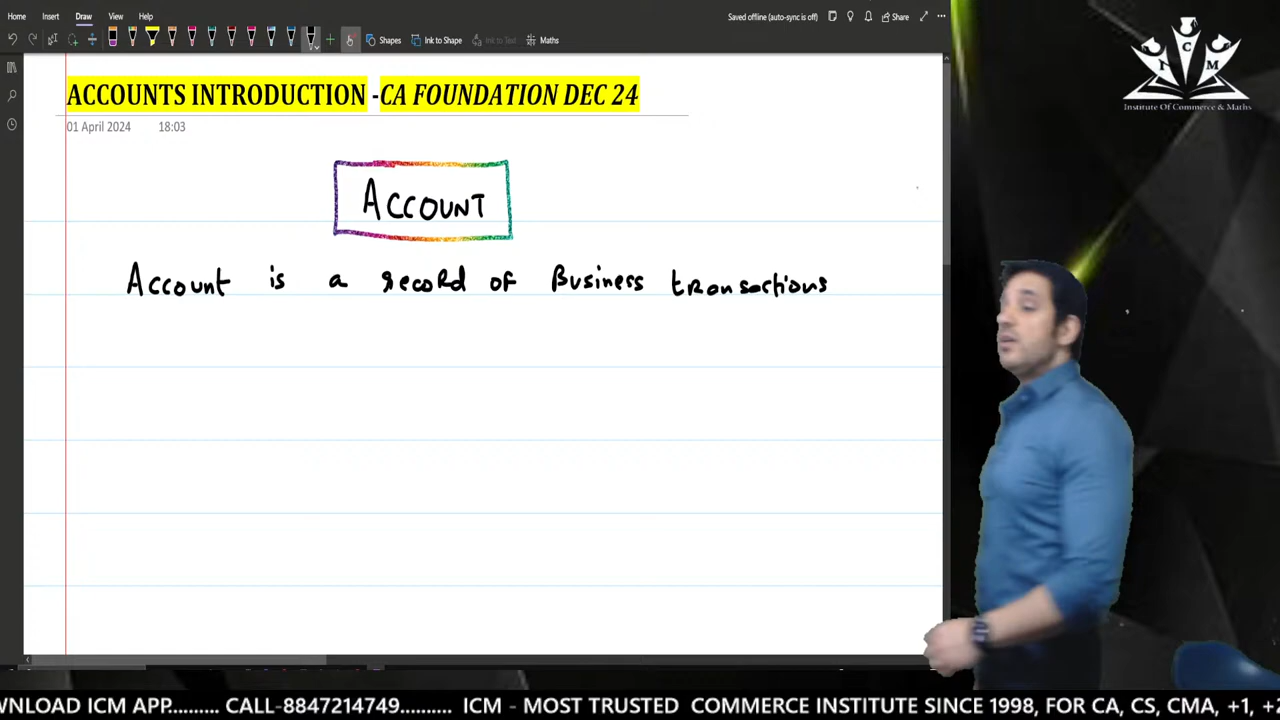 Home Insert Draw View Help
Saved offline (auto-sync is off) Share
Shapes Ink to Shape Ink to Text Maths
ACCOUNTS INTRODUCTION -CA FOUNDATION DEC 24
01 April 2024 18:03
ACCOUNT
Account is a record of Business transactions
I C M
Institute Of Commerce & Maths
WNLOAD ICM APP......... CALL-8847214749.......... ICM - MOST TRUSTED COMMERCE INSTITUTE SINCE 1998, FOR CA, CS, CMA, +1, +2